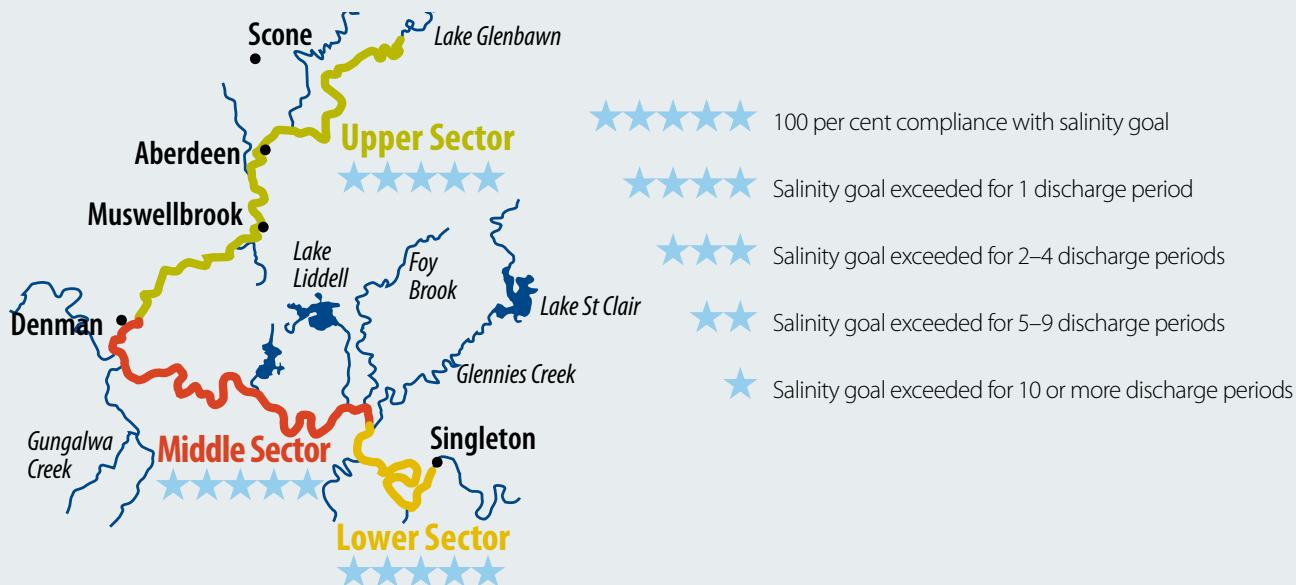 Scone
Lake Glenbawn
Upper Sector
Aberdeen
Muswellbrook
Lake
Liddell
Foy
Brook
Lake St Clair
Denman
Glennies Creek
Gungalwa
Creek
Middle Sector
Singleton
Lower Sector
100 per cent compliance with salinity goal
Salinity goal exceeded for 1 discharge period
Salinity goal exceeded for 2–4 discharge periods
Salinity goal exceeded for 5–9 discharge periods
Salinity goal exceeded for 10 or more discharge periods